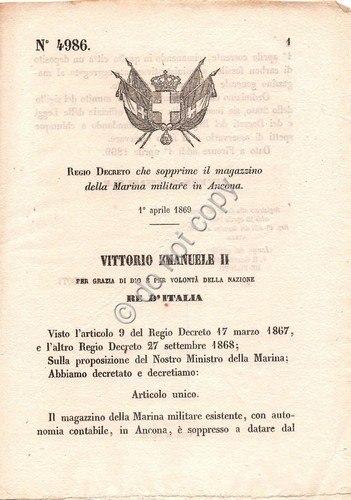 N° 4986.
1
REGIO DECRETO che sopprime il magazzino
della Marina militare in Ancona.
1° aprile 1869
VITTORIO EMANUELE II
PER GRAZIA DI DIO E PER VOLONTÀ DELLA NAZIONE
RE D'ITALIA
Visto l'articolo 9 del Regio Decreto 17 marzo 1867,
e l'altro Regio Decreto 27 settembre 1868;
Sulla proposizione del Nostro Ministro della Marina;
Abbiamo decretato e decretiamo:
Articolo unico.
Il magazzino della Marina militare esistente, con auto-
nomia contabile, in Ancona, è soppresso a datare dal
do not copy